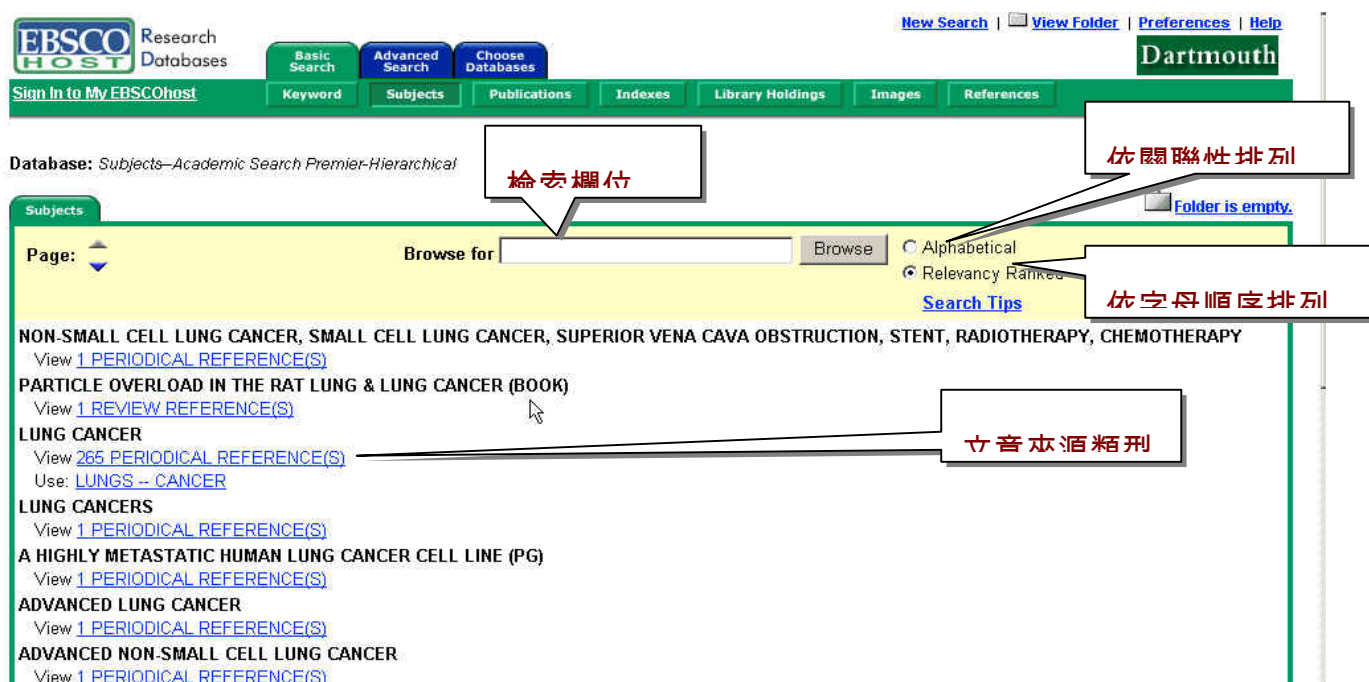 New Search | View Folder | Preferences | Help
EBSCO HOST Research Databases
Basic Search
Advanced Search
Choose Databases
Dartmouth
Sign In to My EBSCOhost
Keyword Subjects Publications Indexes Library Holdings Images References
Database: Subjects--Academic Search Premier-Hierarchical
檢索欄位
依關聯性排列
Subjects
Folder is empty.
Page:
Browse for
Browse
Alphabetical
Relevancy Ranked
Search Tips
依字母順序排列
NON-SMALL CELL LUNG CANCER, SMALL CELL LUNG CANCER, SUPERIOR VENA CAVA OBSTRUCTION, STENT, RADIOTHERAPY, CHEMOTHERAPY
View 1 PERIODICAL REFERENCE(S)
PARTICLE OVERLOAD IN THE RAT LUNG & LUNG CANCER (BOOK)
View 1 REVIEW REFERENCE(S)
LUNG CANCER
View 265 PERIODICAL REFERENCE(S)
文章來源類型
Use: LUNGS -- CANCER
LUNG CANCERS
View 1 PERIODICAL REFERENCE(S)
A HIGHLY METASTATIC HUMAN LUNG CANCER CELL LINE (PG)
View 1 PERIODICAL REFERENCE(S)
ADVANCED LUNG CANCER
View 1 PERIODICAL REFERENCE(S)
ADVANCED NON-SMALL CELL LUNG CANCER
View 1 PERIODICAL REFERENCE(S)